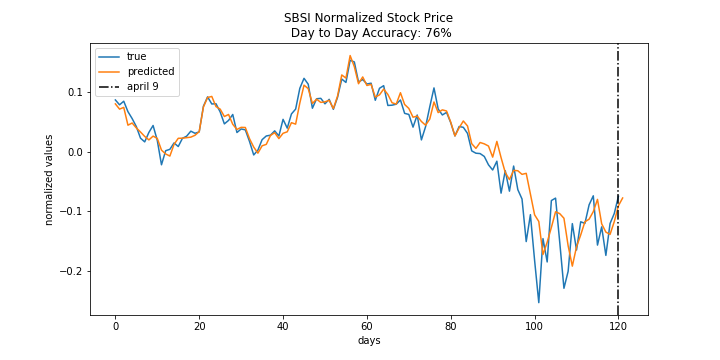 SBSI Normalized Stock Price
Day to Day Accuracy: 76%
true
predicted
april 9
normalized values
0.1
0.0
−0.1
−0.2
0
20
40
60
80
100
120
days